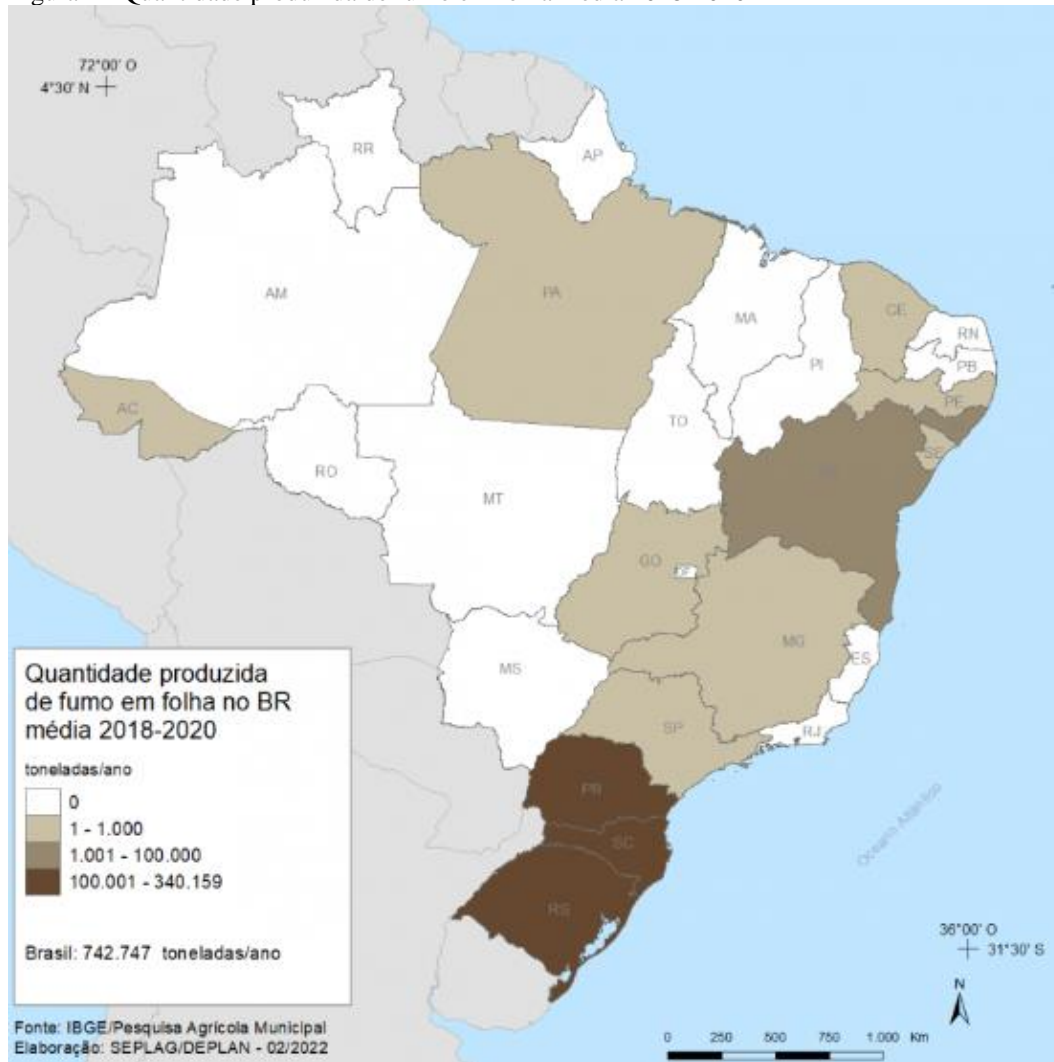 72°00' O
4°30' N
RR
AP
AM
PA
MA
CE
RN
PB
PI
PE
AC
TO
SE
RO
BA
MT
GO
DF
MG
MS
ES
SP
RJ
PR
SC
RS
Oceano Atlântico
Quantidade produzida
de fumo em folha no BR
média 2018-2020
toneladas/ano
0
1 - 1.000
1.001 - 100.000
100.001 - 340.159
Brasil: 742.747 toneladas/ano
36°00' O
31°30' S
N
Fonte: IBGE/Pesquisa Agrícola Municipal
Elaboração: SEPLAG/DEPLAN - 02/2022
0 250 500 750 1.000 Km